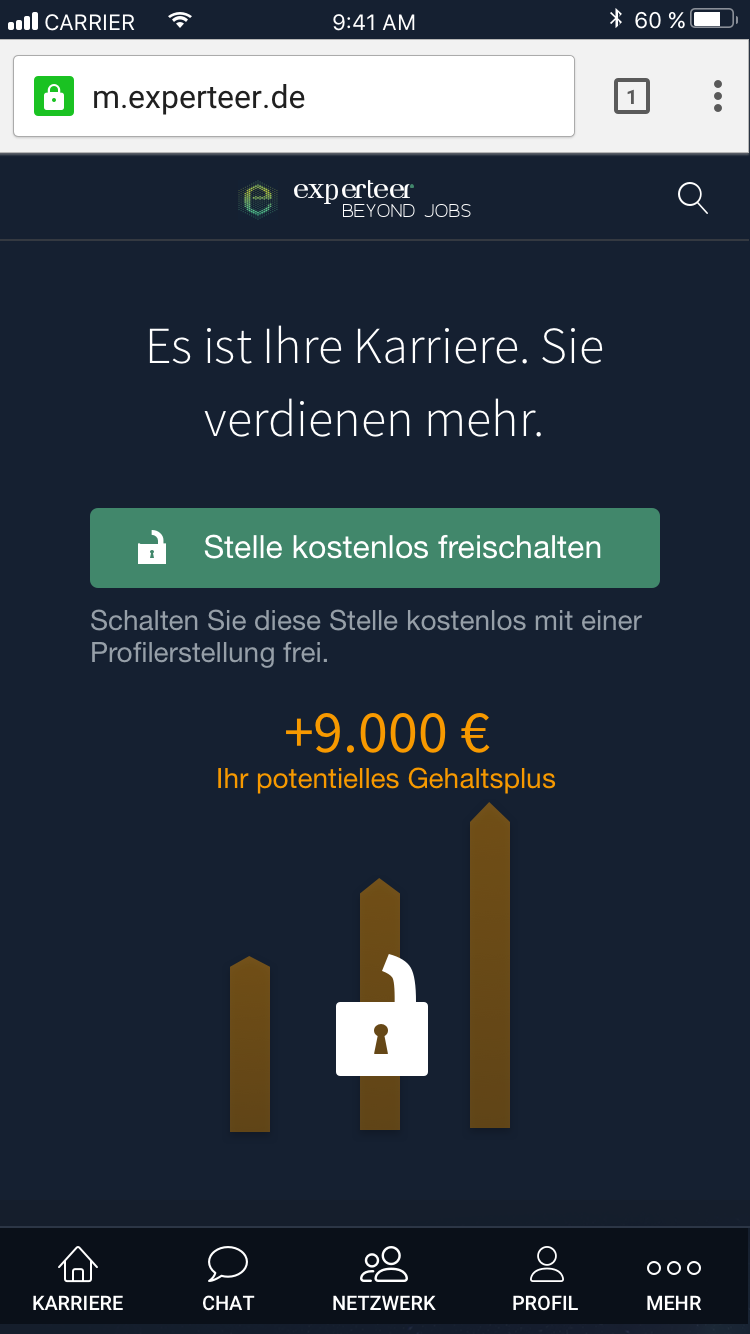 CARRIER 9:41 AM 60 %
m.experteer.de 1
experteer
BEYOND JOBS
Es ist Ihre Karriere. Sie
verdienen mehr.
Stelle kostenlos freischalten
Schalten Sie diese Stelle kostenlos mit einer
Profilerstellung frei.
+9.000 €
Ihr potentielles Gehaltsplus
KARRIERE CHAT NETZWERK PROFIL MEHR